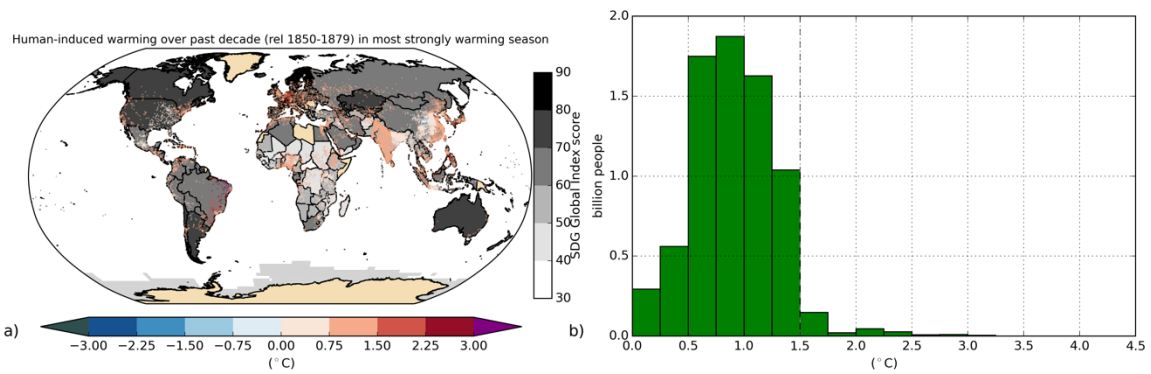 Human-induced warming over past decade (rel 1850-1879) in most strongly warming season
90
80
70
60
50
40
30
SDG Global Index score
a)
−3.00 −2.25 −1.50 −0.75 0.00 0.75 1.50 2.25 3.00
(°C)
2.0
1.5
1.0
0.5
0.0
billion people
b)
0.0 0.5 1.0 1.5 2.0 2.5 3.0 3.5 4.0 4.5
(°C)